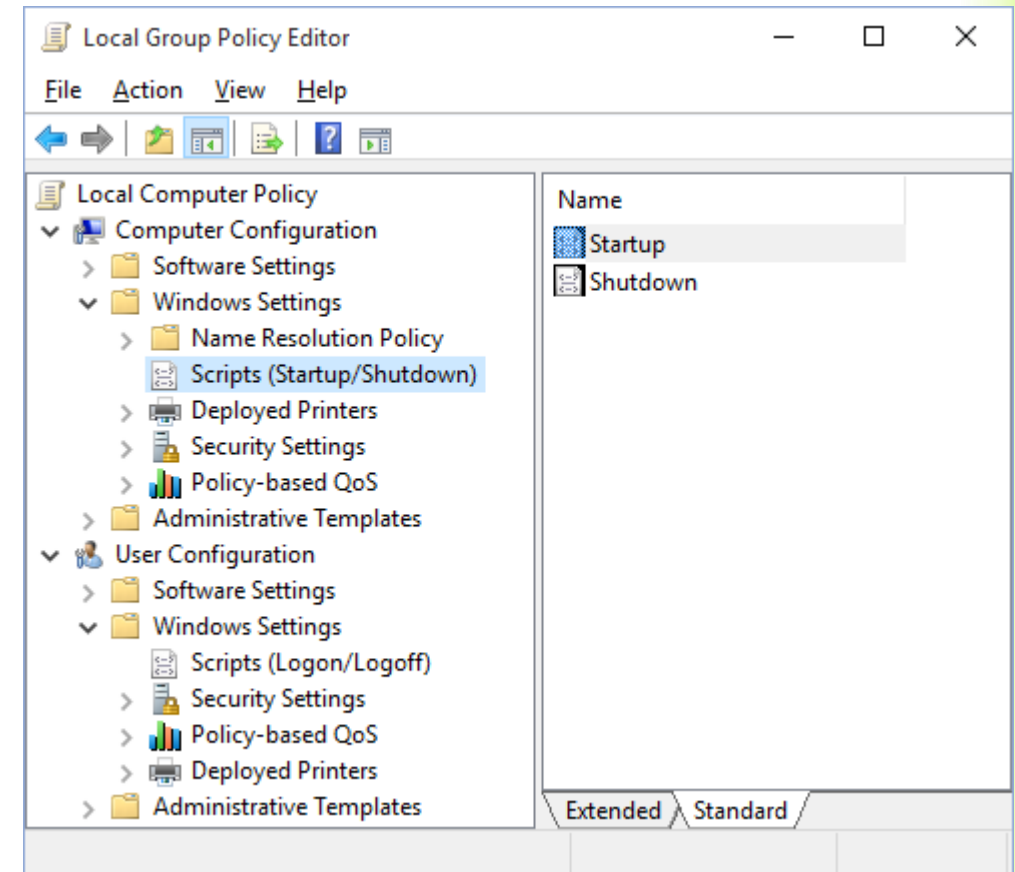 Local Group Policy Editor
File Action View Help
Local Computer Policy
Computer Configuration
Software Settings
Windows Settings
Name Resolution Policy
Scripts (Startup/Shutdown)
Deployed Printers
Security Settings
Policy-based QoS
Administrative Templates
User Configuration
Software Settings
Windows Settings
Scripts (Logon/Logoff)
Security Settings
Policy-based QoS
Deployed Printers
Administrative Templates
Name
Startup
Shutdown
Extended Standard